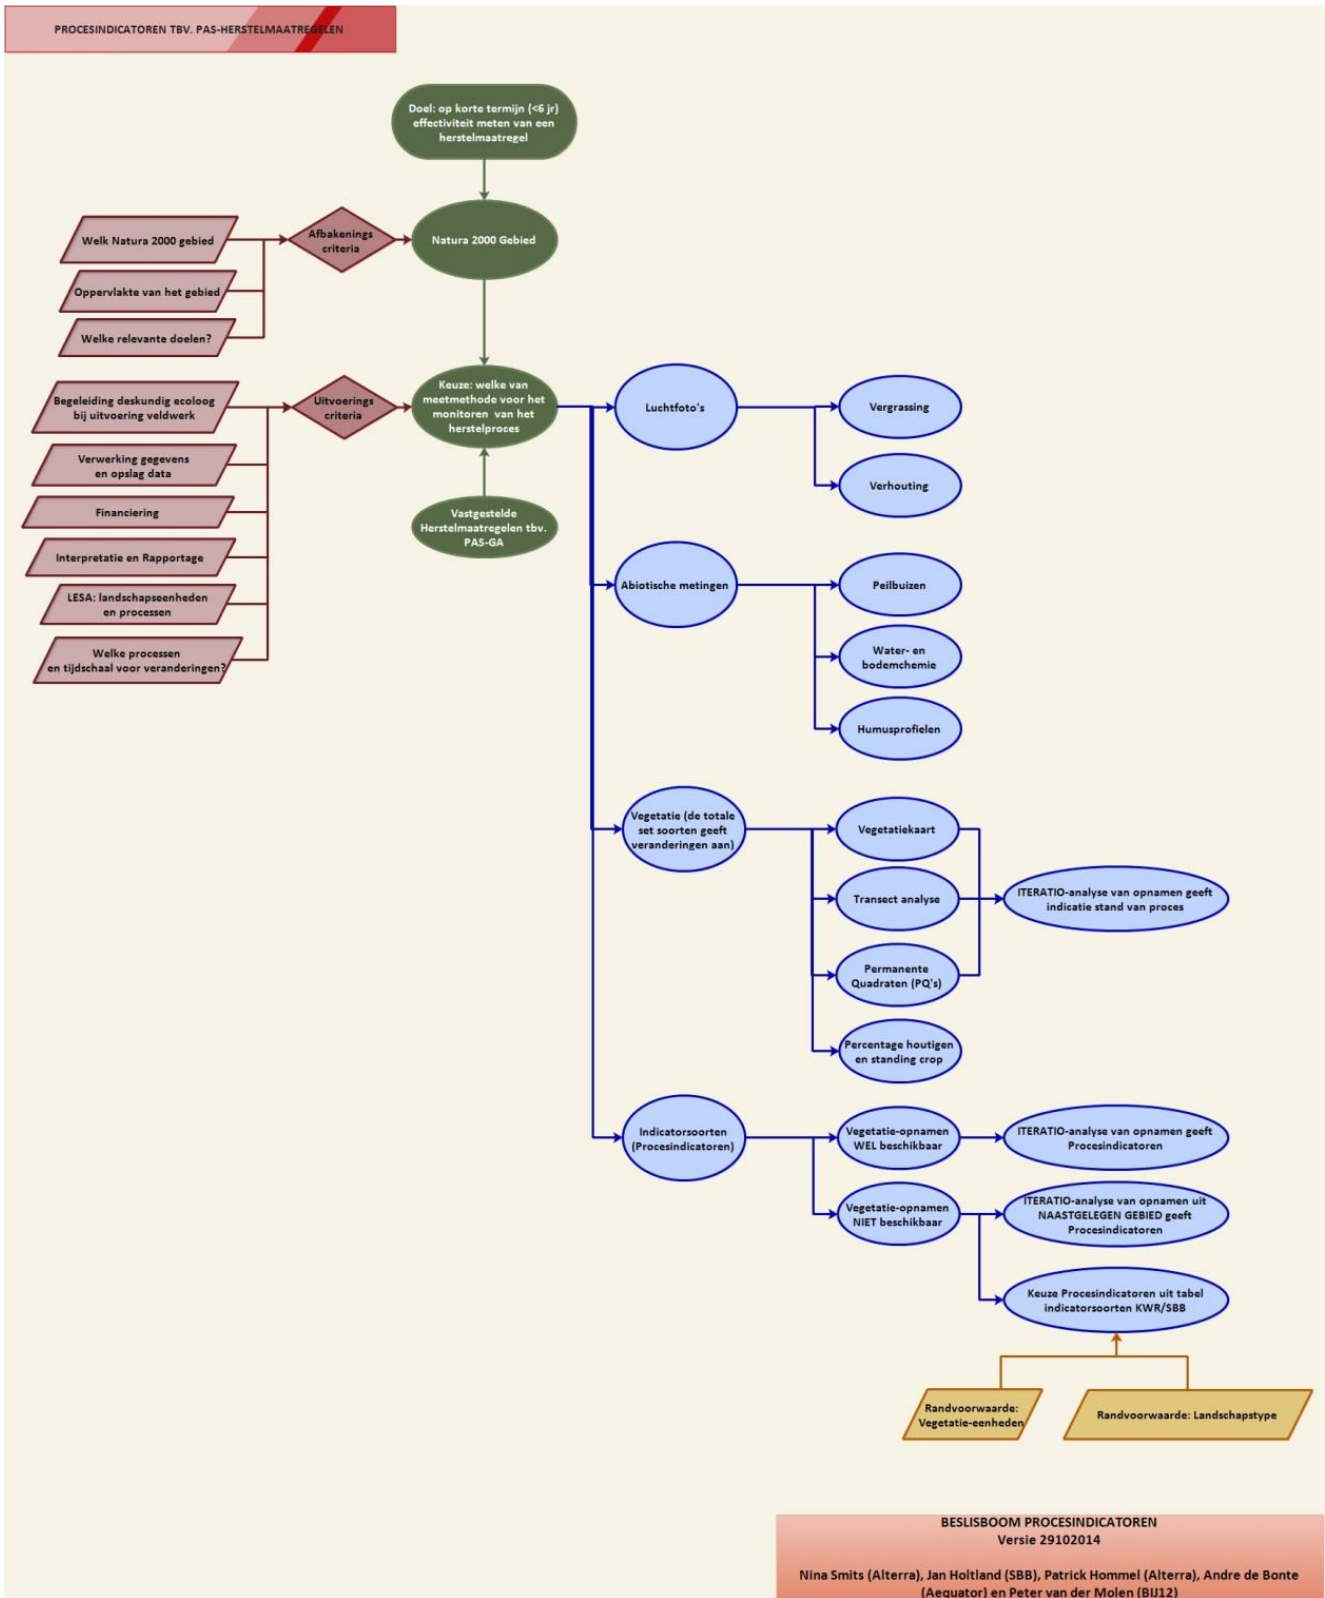 PROCESINDICATOREN TBV. PAS-HERSTELMAATREGELEN
Doel: op korte termijn (<6 jr)
effectiviteit meten van een
herstelmaatregel
Welk Natura 2000 gebied
Afbakenings
criteria
Natura 2000 Gebied
Oppervlakte van het gebied
Welke relevante doelen?
Begeleiding deskundig ecoloog
bij uitvoering veldwerk
Uitvoerings
criteria
Keuze: welke van
meetmethode voor het
monitoren van het
herstelproces
Verwerking gegevens
en opslag data
Financiering
Interpretatie en Rapportage
LESA: landschapseenheden
en processen
Welke processen
en tijdschaal voor veranderingen?
Vastgestelde
Herstelmaatregelen tbv.
PAS-GA
Luchtfoto's
Vergrassing
Verhouting
Abiotische metingen
Peilbuizen
Water- en
bodemchemie
Humusprofielen
Vegetatie (de totale
set soorten geeft
veranderingen aan)
Vegetatiekaart
Transect analyse
Permanente
Quadraten (PQ's)
Percentage houtigen
en standing crop
ITERATIO-analyse van opnamen geeft
indicatie stand van proces
Indicatorsoorten
(Procesindicatoren)
Vegetatie-opnamen
WEL beschikbaar
ITERATIO-analyse van opnamen geeft
Procesindicatoren
Vegetatie-opnamen
NIET beschikbaar
ITERATIO-analyse van opnamen uit
NAASTGELEGEN GEBIED geeft
Procesindicatoren
Keuze Procesindicatoren uit tabel
indicatorsoorten KWR/SBB
Randvoorwaarde:
Vegetatie-eenheden
Randvoorwaarde: Landschapstype
BESLISBOOM PROCESINDICATOREN
Versie 29102014
Nina Smits (Alterra), Jan Holtland (SBB), Patrick Hommel (Alterra), Andre de Bonte
(Aequator) en Peter van der Molen (BIJ12)